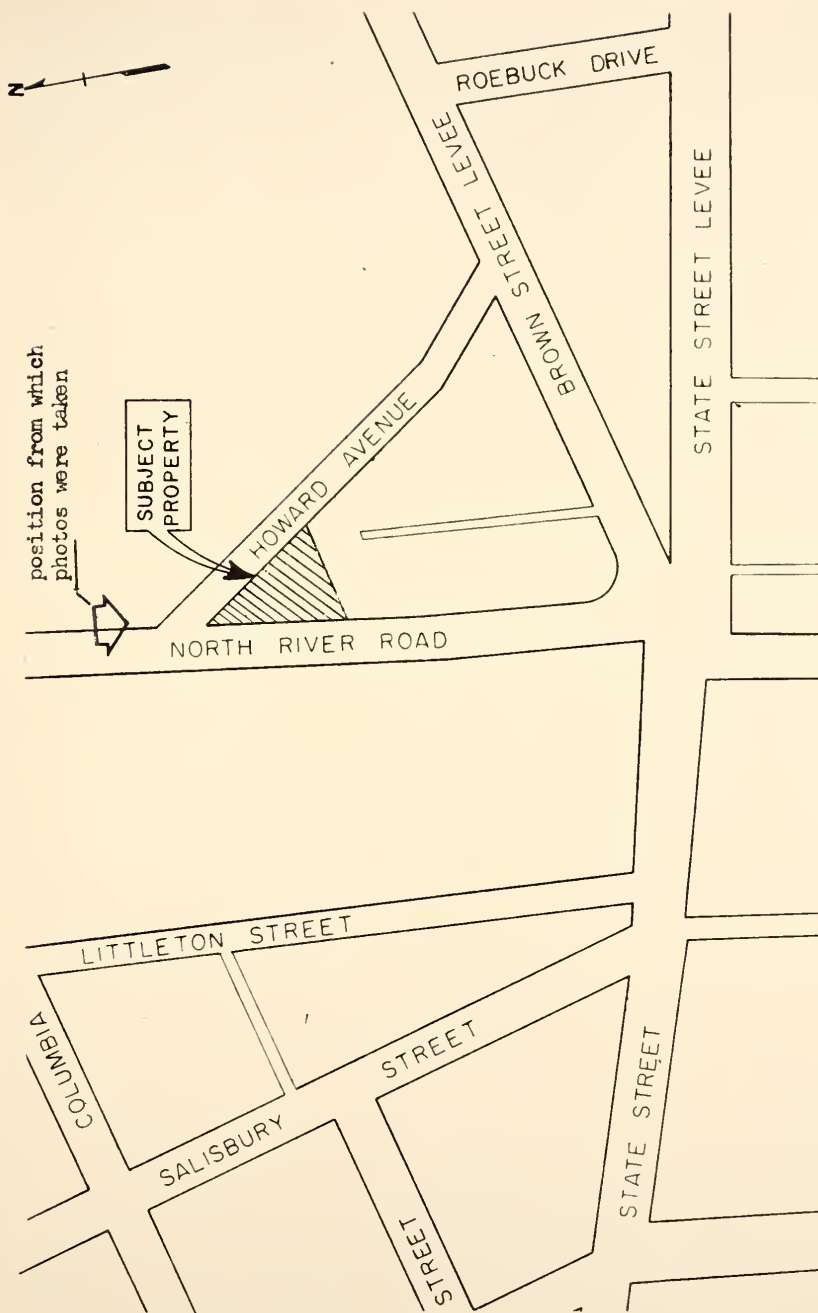 N
position from which
photos were taken
SUBJECT
PROPERTY
HOWARD AVENUE
NORTH RIVER ROAD
ROEBUCK DRIVE
BROWN STREET LEVEE
STATE STREET LEVEE
LITTLETON STREET
COLUMBIA
SALISBURY STREET
STREET
STATE STREET